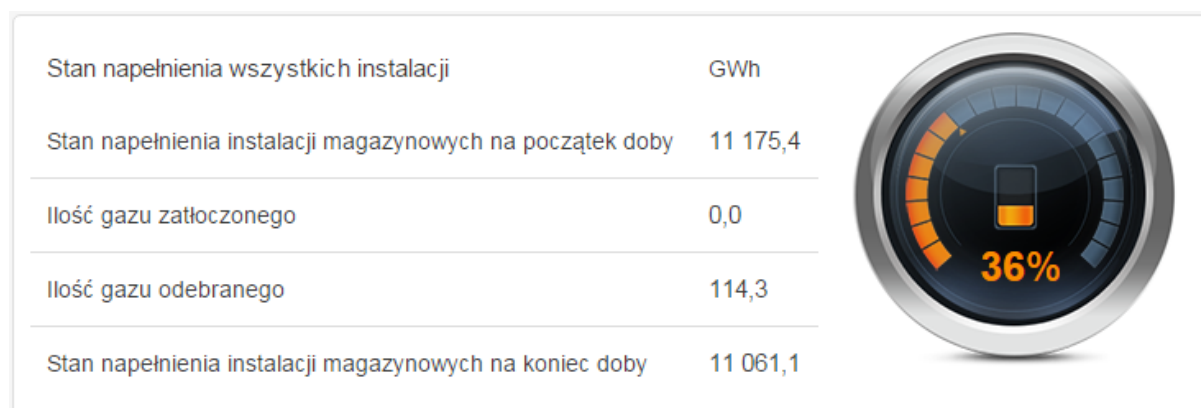 Stan napełnienia wszystkich instalacji GWh
Stan napełnienia instalacji magazynowych na początek doby 11 175,4
Ilość gazu zatłoczonego 0,0
Ilość gazu odebranego 114,3
Stan napełnienia instalacji magazynowych na koniec doby 11 061,1
36%